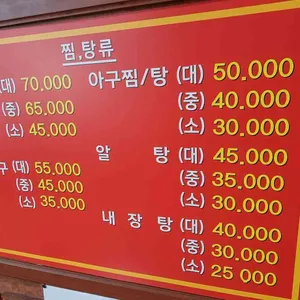 찜,탕류
(대) 70.000
(중) 65.000
(소) 45.000
구 (대) 55.000
(중) 45.000
(소) 35.000
아구찜/탕 (대) 50.000
(중) 40.000
(소) 30.000
알 탕 (대) 45.000
(중) 35.000
(소) 30.000
내 장 탕 (대) 40.000
(중) 30.000
(소) 25 000